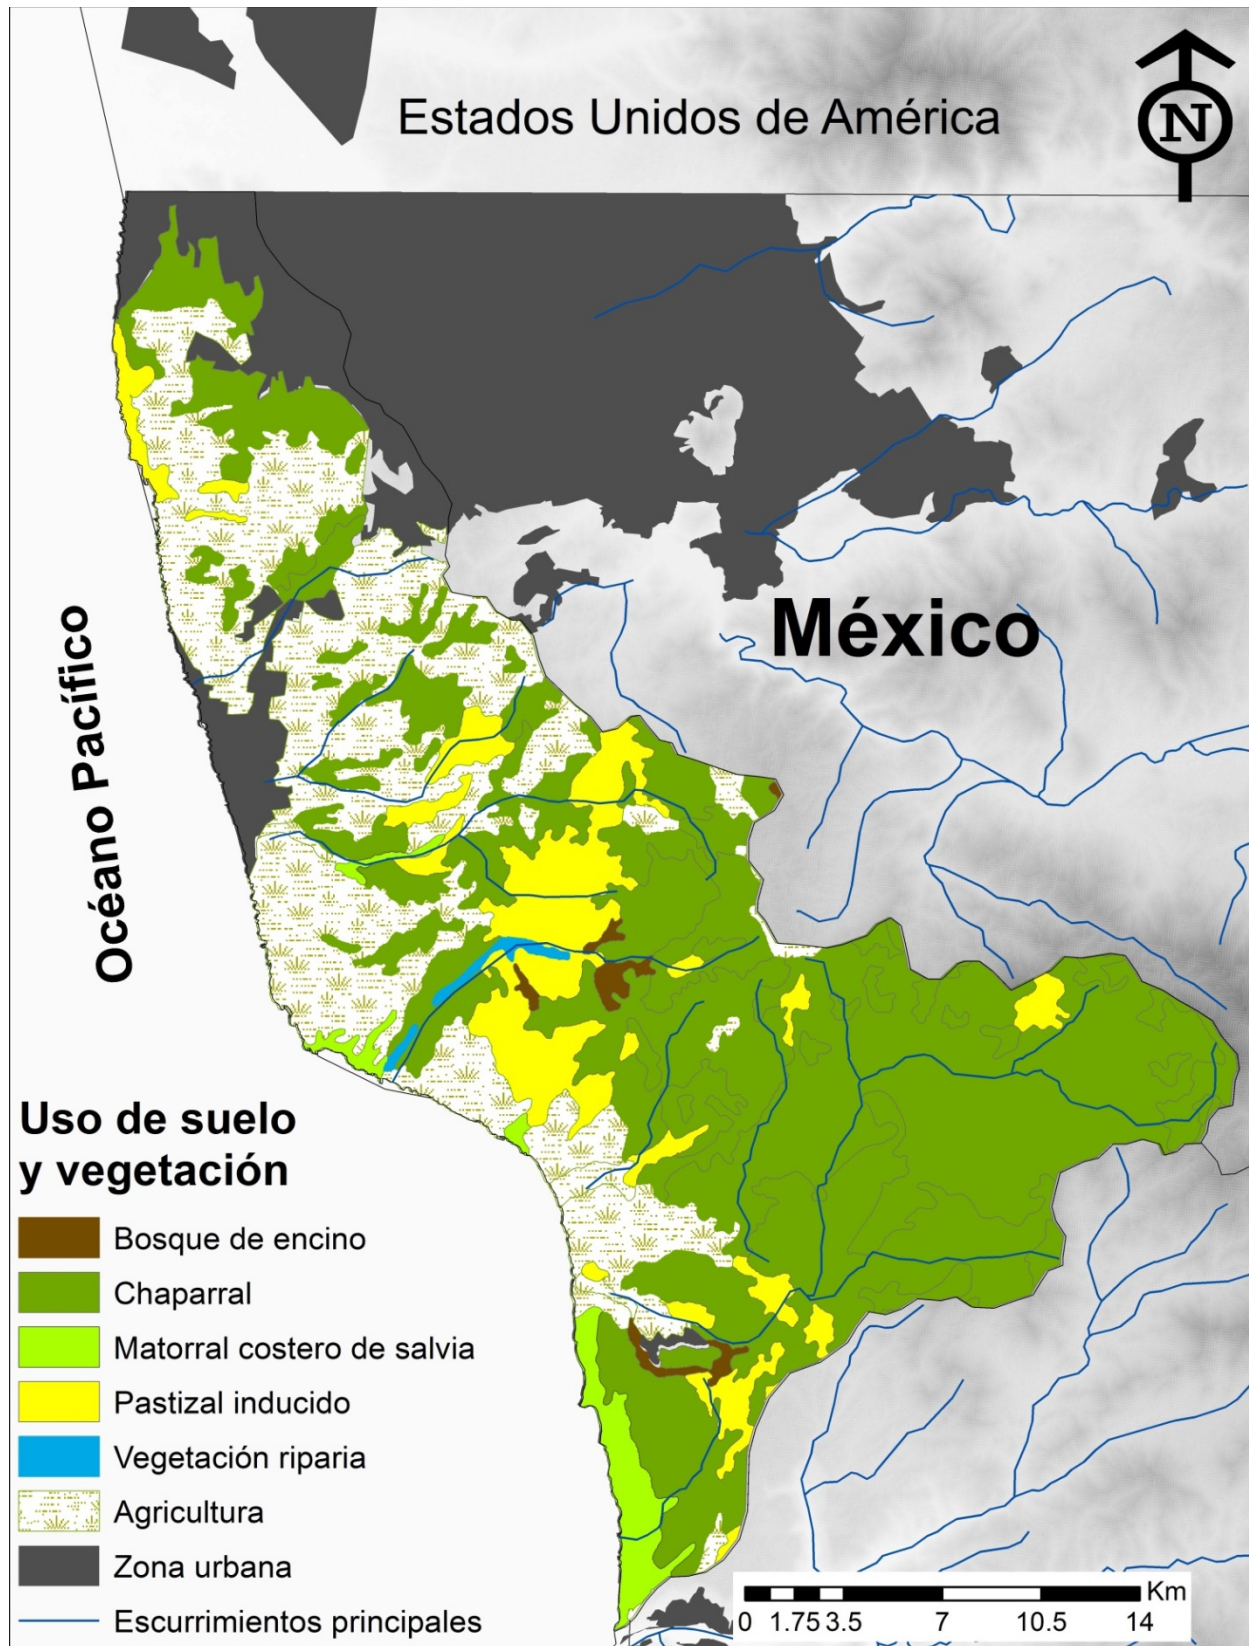 Estados Unidos de América
N
México
Océano Pacífico
Uso de suelo
y vegetación
Bosque de encino
Chaparral
Matorral costero de salvia
Pastizal inducido
Vegetación riparia
Agricultura
Zona urbana
Escurrimientos principales
Km
0 1.75 3.5 7 10.5 14